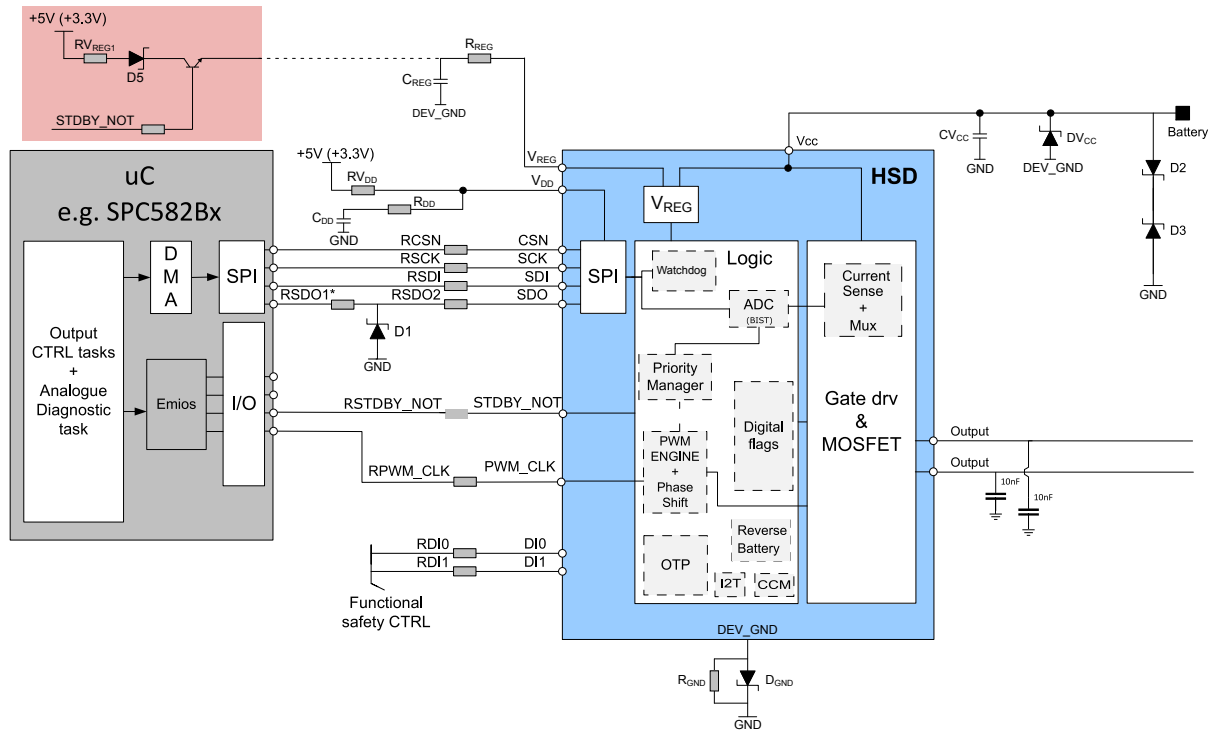 +5V (+3.3V)
RVREG1
D5
STDBY_NOT
RREG
CREG
DEV_GND
Vcc
CVCC
GND
DVCC
DEV_GND
Battery
D2
D3
GND
uC
e.g. SPC582Bx
+5V (+3.3V)
RVDD
RDD
CDD
GND
VREG
VDD
HSD
VREG
DMA
SPI
RCSN
CSN
RSCK
SCK
RSDI
SDI
RSDO1*
RSDO2
SDO
D1
GND
SPI
Logic
Watchdog
ADC
(BIST)
Current
Sense
+
Mux
Output
CTRL tasks
+
Analogue
Diagnostic
task
Emios
I/O
Priority
Manager
RSTDBY_NOT
STDBY_NOT
Digital
flags
Gate drv
&
MOSFET
PWM
ENGINE
+
Phase
Shift
RPWM_CLK
PWM_CLK
Output
Output
10nF
10nF
Reverse
Battery
RDI0
DI0
RDI1
DI1
OTP
I2T
CCM
Functional
safety CTRL
DEV_GND
RGND
DGND
GND